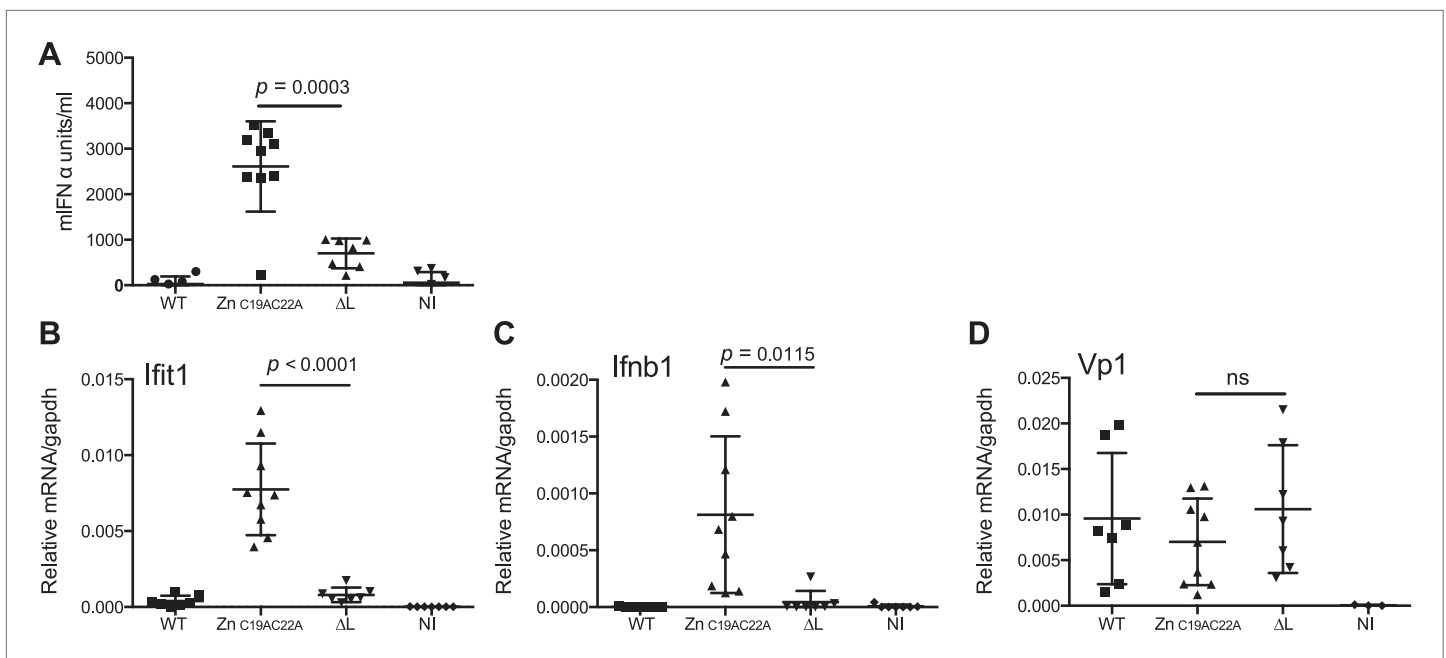 A
mIFN α units/ml
5000
4000
3000
2000
1000
0
p = 0.0003
WT Zn C19AC22A ΔL NI
B
Ifit1
Relative mRNA/gapdh
0.015
0.010
0.005
0.000
p < 0.0001
WT Zn C19AC22A ΔL NI
C
Ifnb1
Relative mRNA/gapdh
0.0020
0.0015
0.0010
0.0005
0.0000
p = 0.0115
WT Zn C19AC22A ΔL NI
D
Vp1
Relative mRNA/gapdh
0.025
0.020
0.015
0.010
0.005
0.000
ns
WT Zn C19AC22A ΔL NI